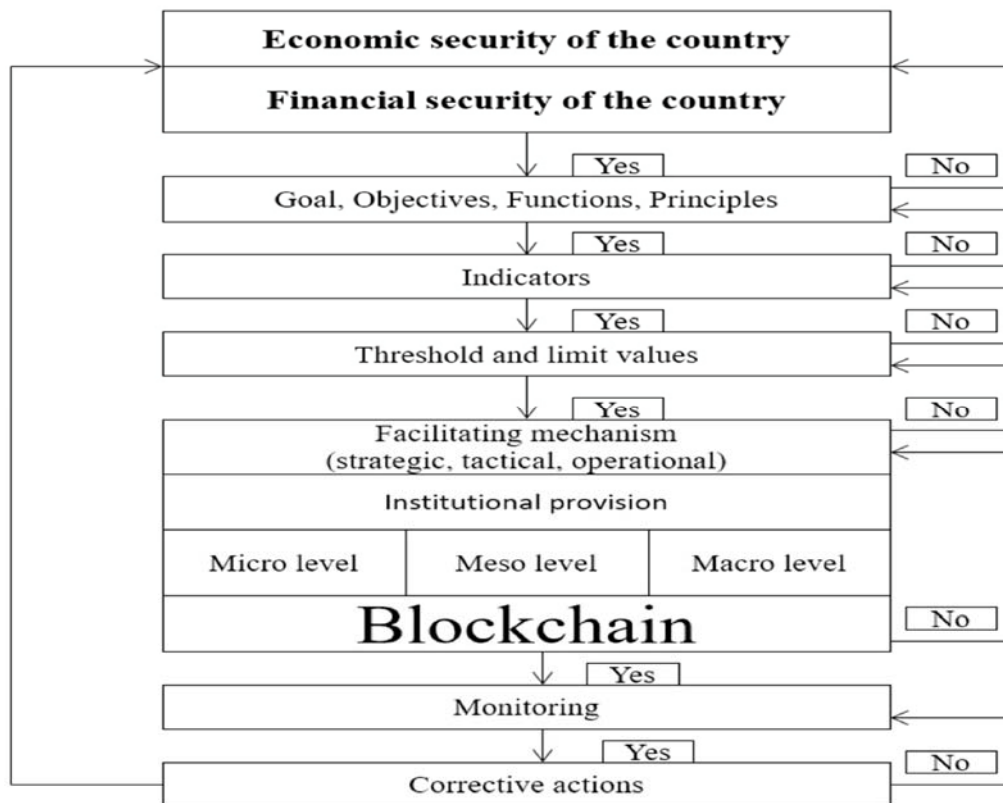 Economic security of the country
Financial security of the country
Yes
No
Goal, Objectives, Functions, Principles
Yes
No
Indicators
Yes
No
Threshold and limit values
Yes
No
Facilitating mechanism
(strategic, tactical, operational)
Institutional provision
Micro level
Meso level
Macro level
Blockchain
No
Yes
Monitoring
Yes
No
Corrective actions